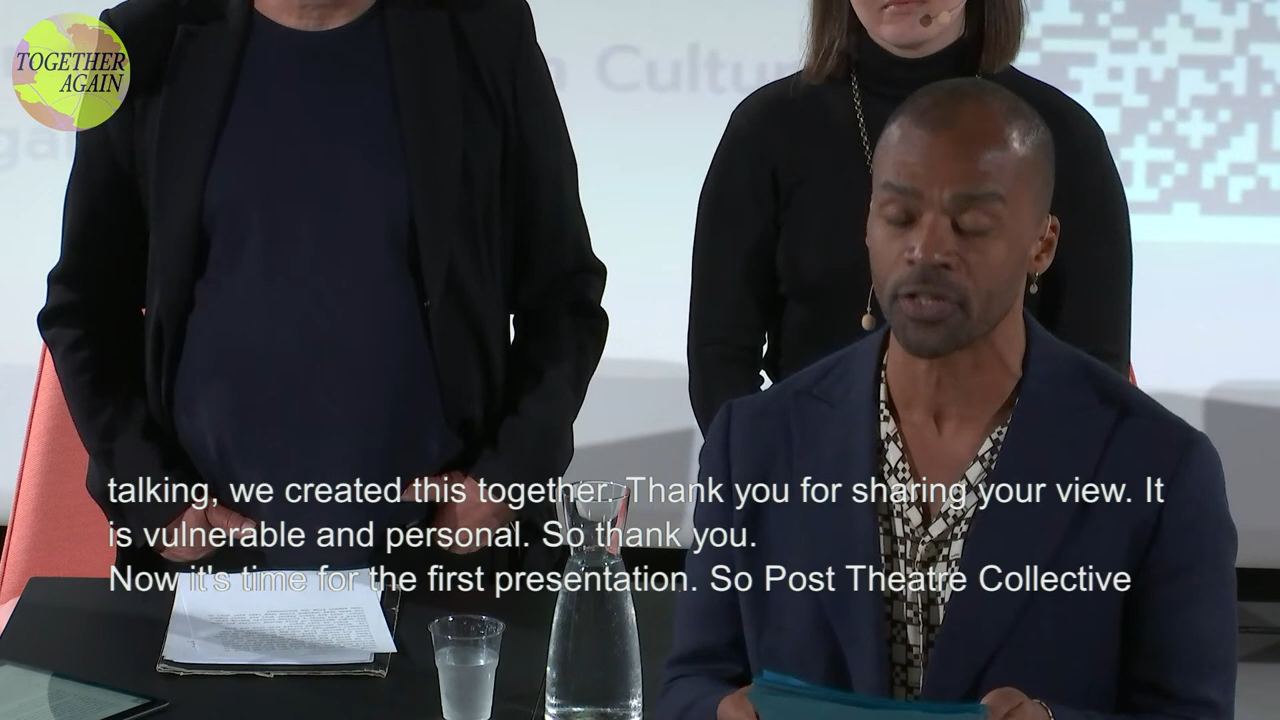 TOGETHER
AGAIN
Cultur
talking, we created this together. Thank you for sharing your view. It
is vulnerable and personal. So thank you.
Now it's time for the first presentation. So Post Theatre Collective